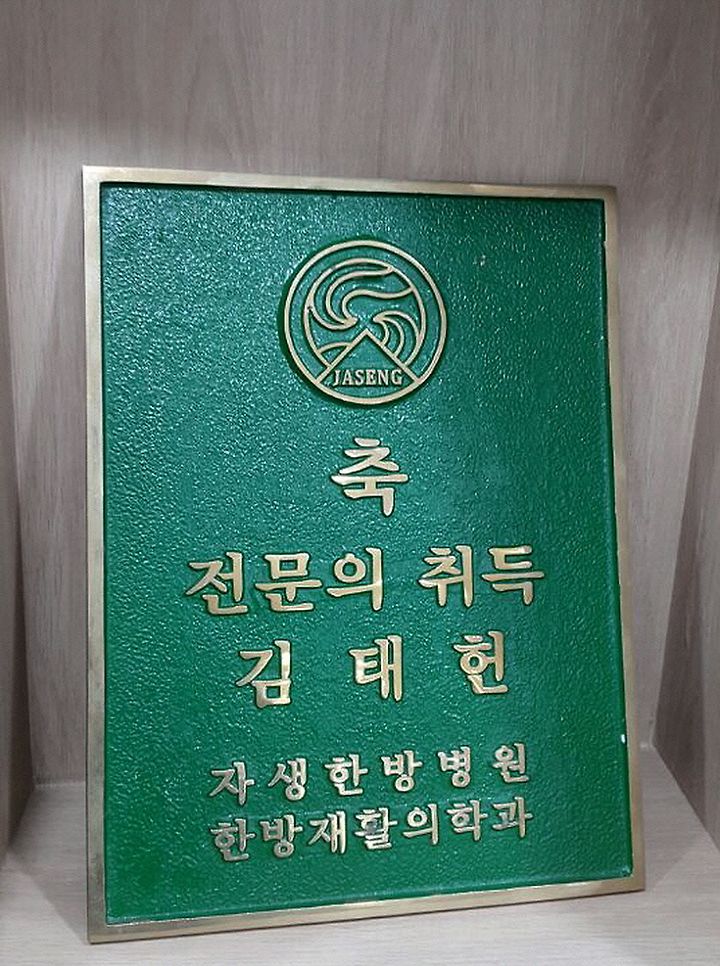 JASENG
축
전문의 취득
김 태 헌
자생한방병원
한방재활의학과